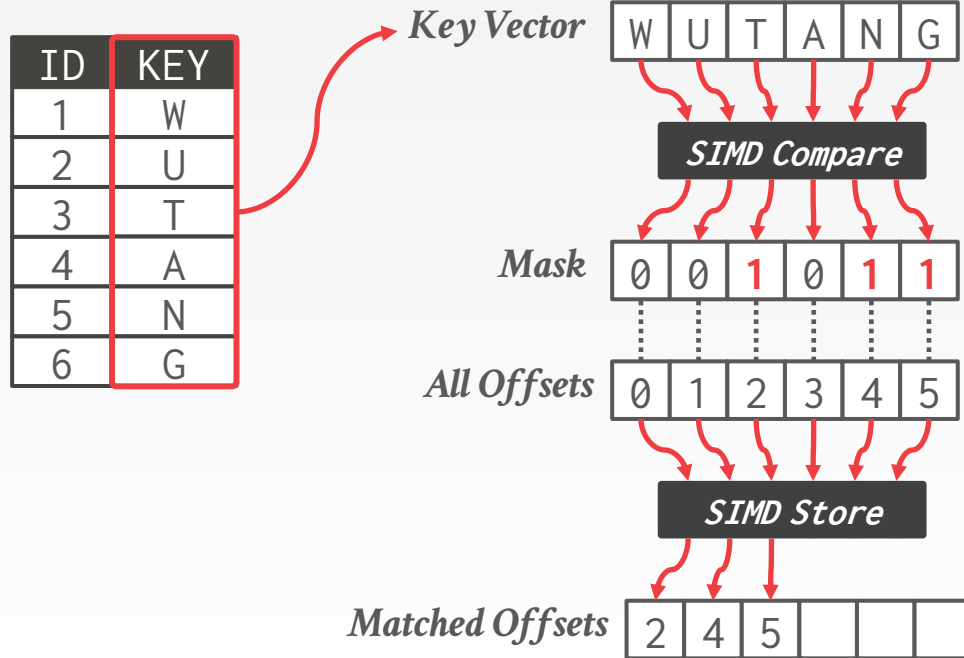 ID KEY
1 W
2 U
3 T
4 A
5 N
6 G
Key Vector W U T A N G
SIMD Compare
Mask 0 0 1 0 1 1
All Offsets 0 1 2 3 4 5
SIMD Store
Matched Offsets 2 4 5